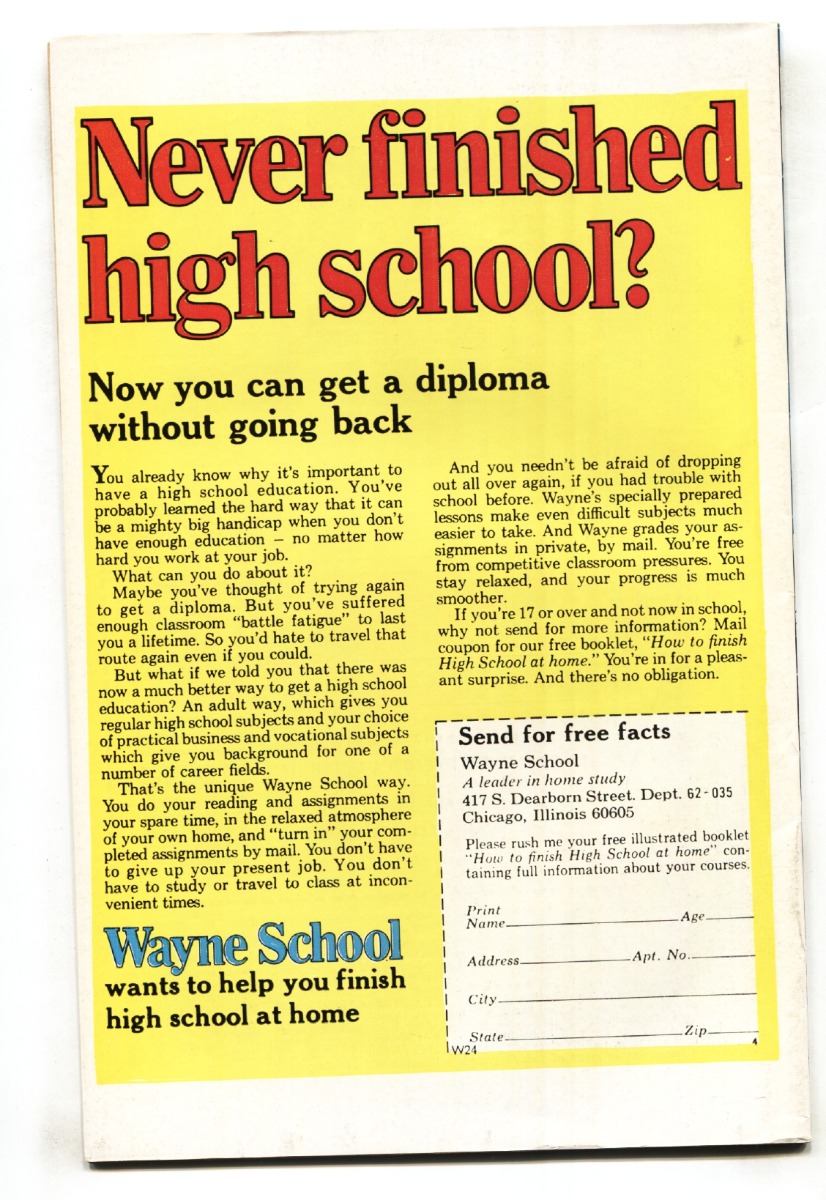 Never finished
high school?
Now you can get a diploma
without going back
You already know why it's important to
have a high school education. You've
probably learned the hard way that it can
be a mighty big handicap when you don't
have enough education – no matter how
hard you work at your job.
What can you do about it?
Maybe you've thought of trying again
to get a diploma. But you've suffered
enough classroom "battle fatigue" to last
you a lifetime. So you'd hate to travel that
route again even if you could.
But what if we told you that there was
now a much better way to get a high school
education? An adult way, which gives you
regular high school subjects and your choice
of practical business and vocational subjects
which give you background for one of a
number of career fields.
That's the unique Wayne School way.
You do your reading and assignments in
your spare time, in the relaxed atmosphere
of your own home, and "turn in" your com-
pleted assignments by mail. You don't have
to give up your present job. You don't
have to study or travel to class at incon-
venient times.
Wayne School
wants to help you finish
high school at home
And you needn't be afraid of dropping
out all over again, if you had trouble with
school before. Wayne's specially prepared
lessons make even difficult subjects much
easier to take. And Wayne grades your as-
signments in private, by mail. You're free
from competitive classroom pressures. You
stay relaxed, and your progress is much
smoother.
If you're 17 or over and not now in school,
why not send for more information? Mail
coupon for our free booklet, "How to finish
High School at home." You're in for a pleas-
ant surprise. And there's no obligation.
Send for free facts
Wayne School
A leader in home study
417 S. Dearborn Street. Dept. 62-035
Chicago, Illinois 60605
Please rush me your free illustrated booklet
"How to finish High School at home" con-
taining full information about your courses.
Print
Name Age
Address Apt. No.
City
State Zip
W24 4